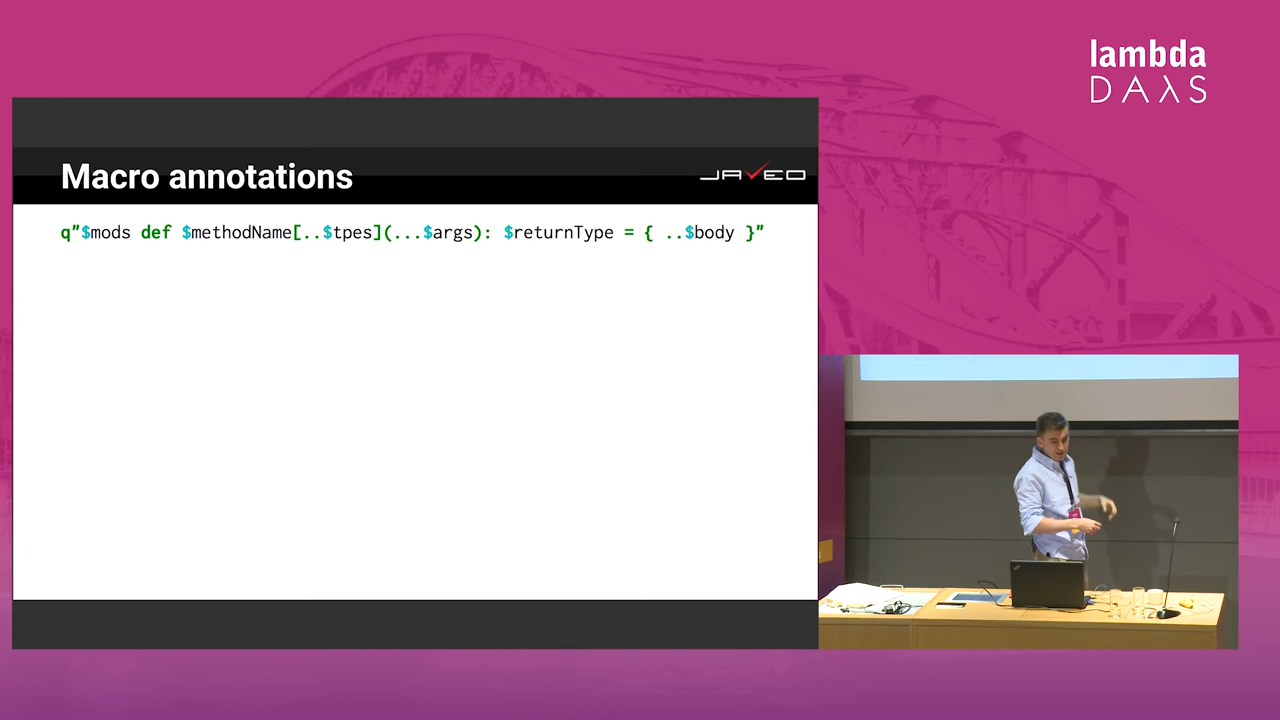 lambda
DAλS
Macro annotations
JAVEO
q”$mods def $methodName[..$tpes](...$args): $returnType = { ..$body }”